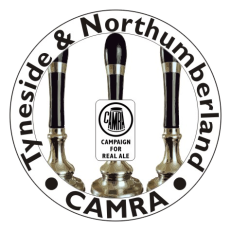 Tyneside & Northumberland
CAMRA
CAMPAIGN
FOR
REAL ALE
• CAMRA •